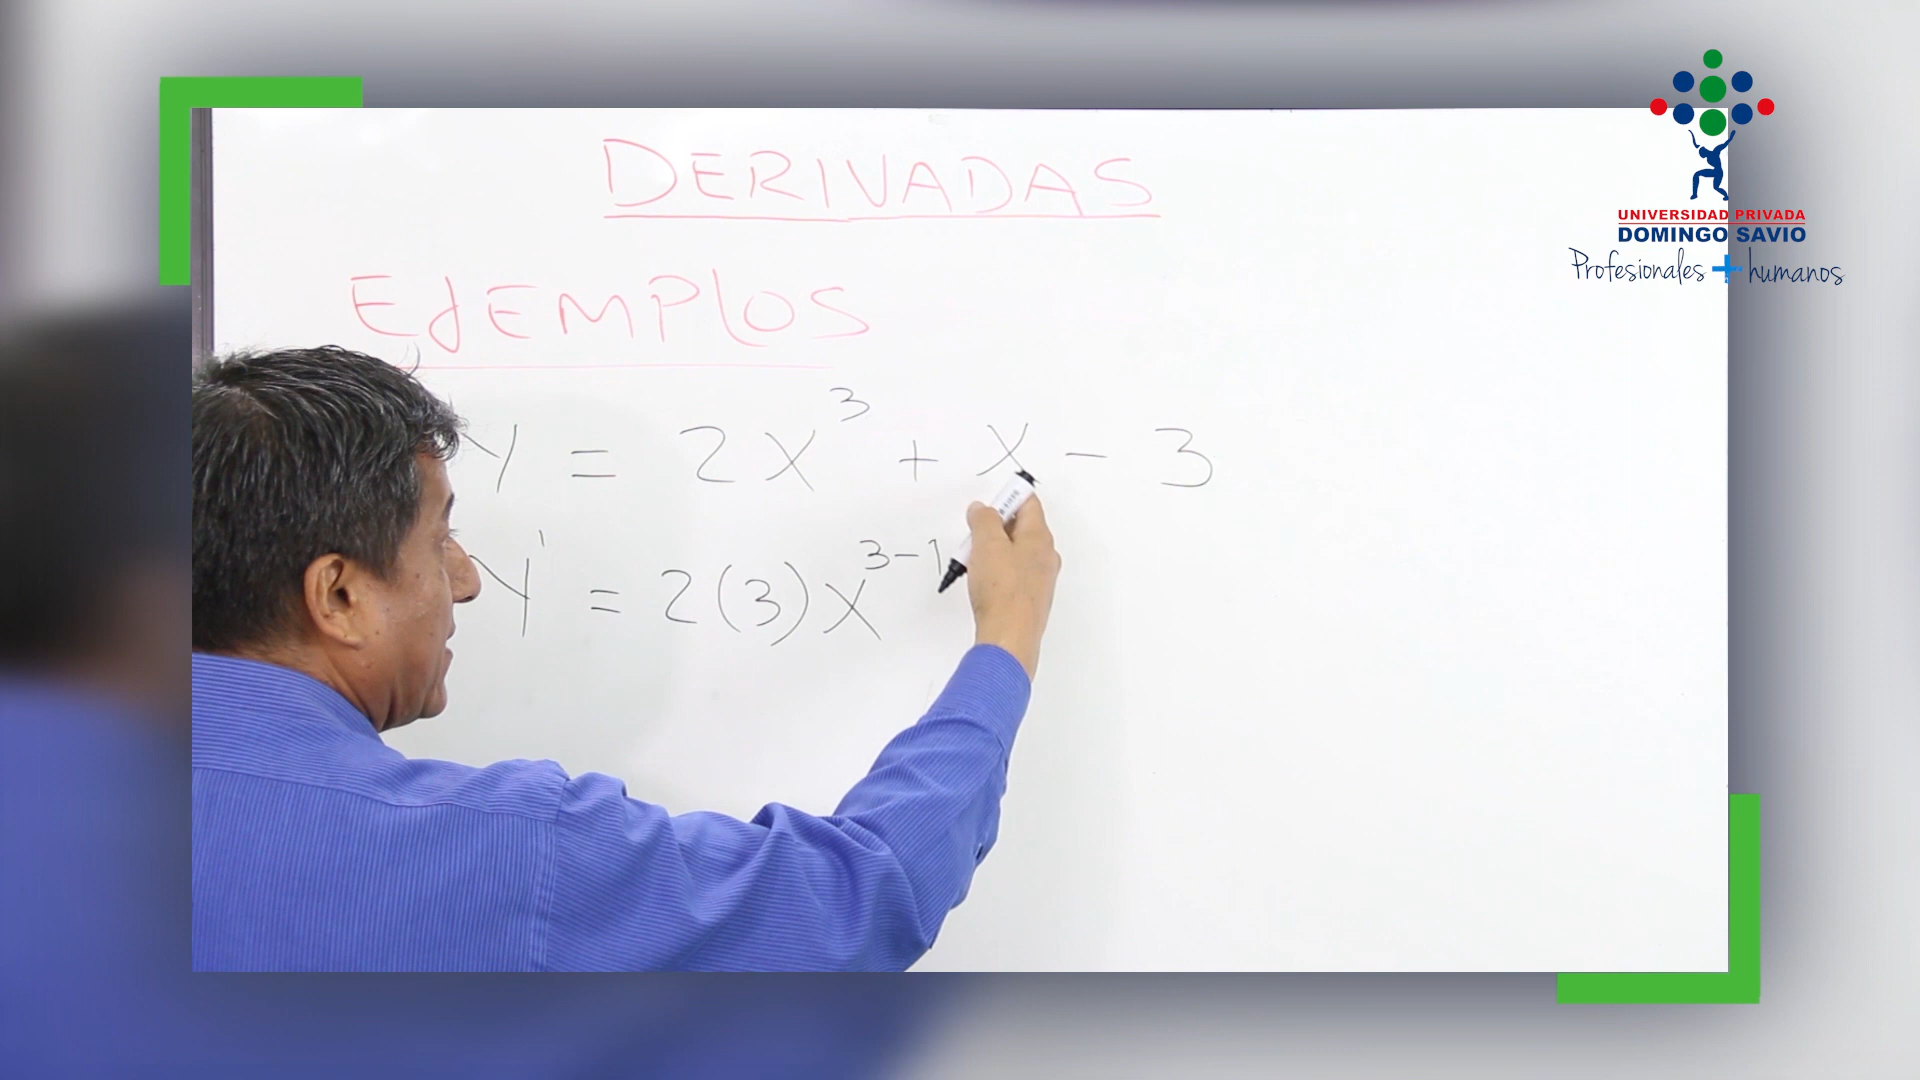 DERIVADAS
EJEMPLOS
Y = 2X³ + X - 3
Y' = 2(3)X³⁻¹
UNIVERSIDAD PRIVADA
DOMINGO SAVIO
Profesionales + humanos